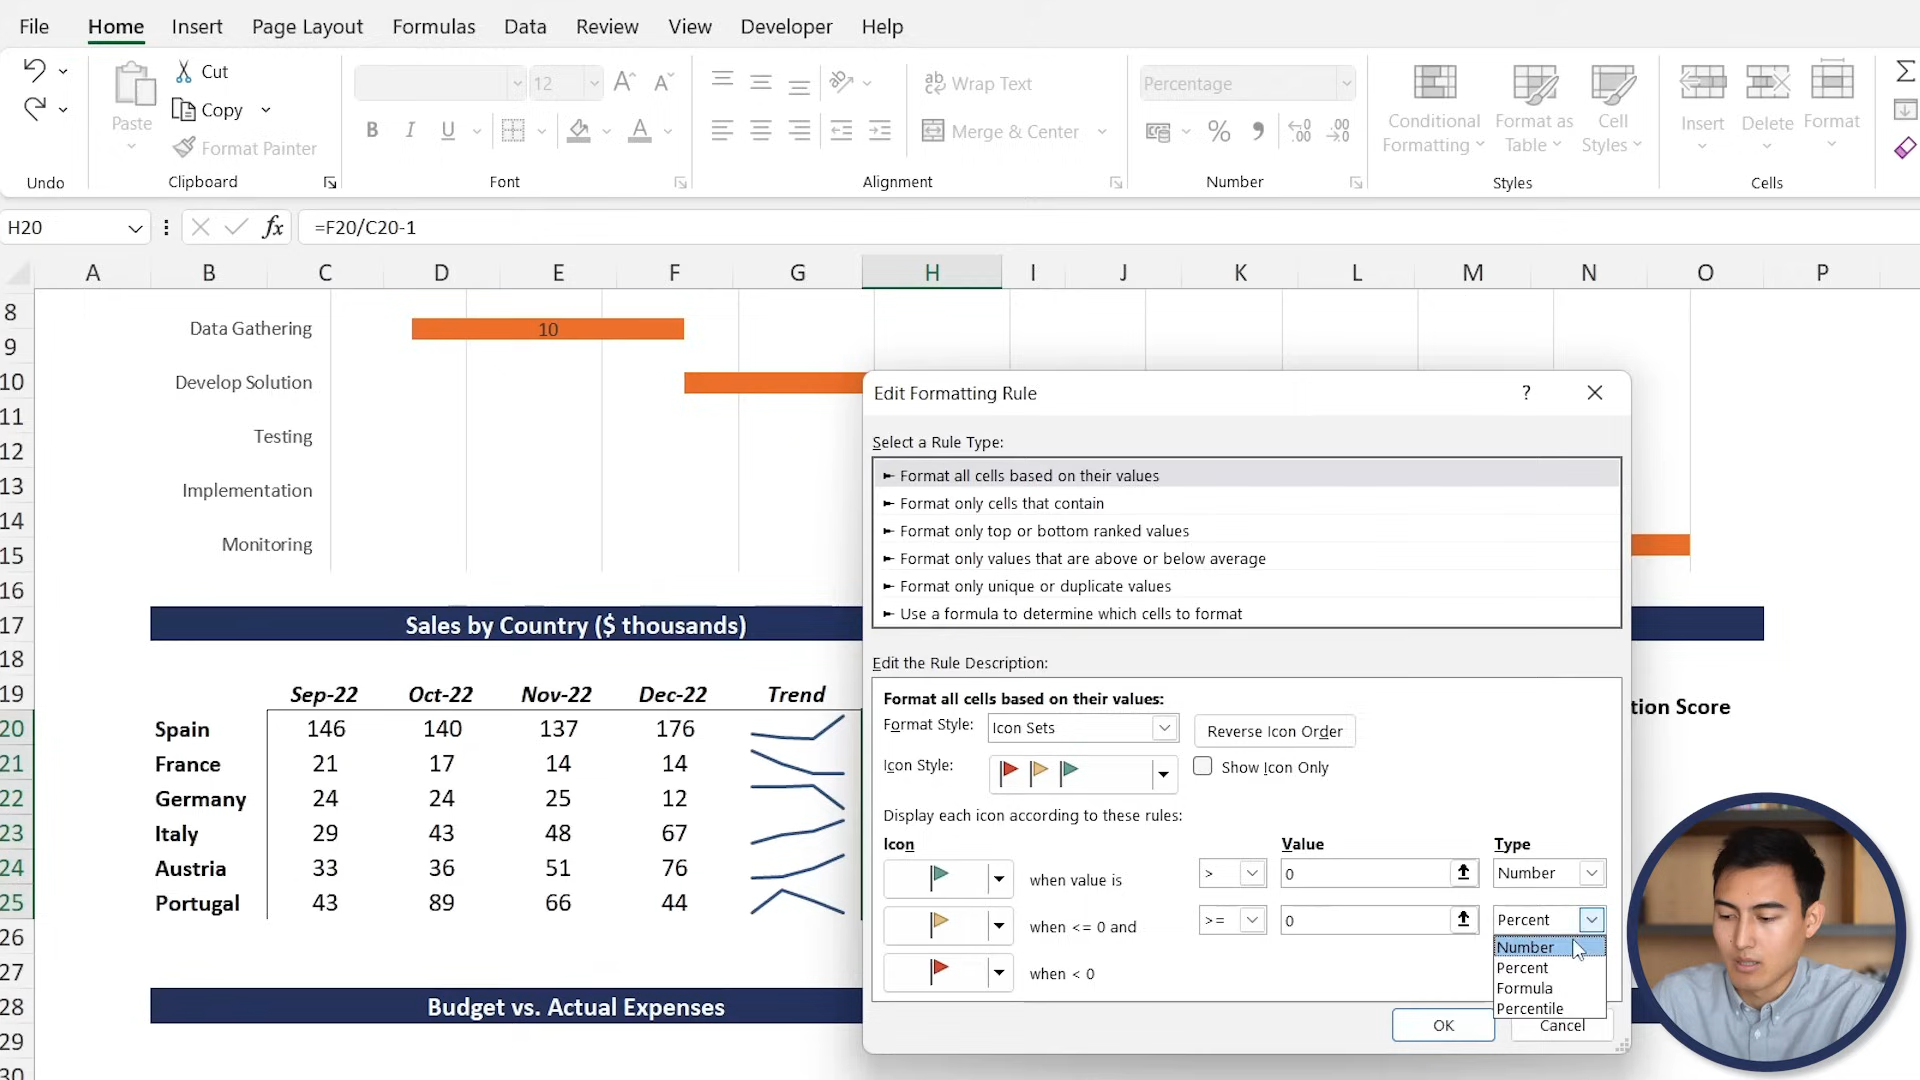 File Home Insert Page Layout Formulas Data Review View Developer Help
Cut
Copy
Format Painter
Paste
12
B I U
ab Wrap Text
Merge & Center
Percentage
Conditional Formatting
Format as Table
Cell Styles
Insert Delete Format
Undo Clipboard Font Alignment Number Styles Cells
H20 fx =F20/C20-1
A B C D E F G H I J K L M N O P
8
9
10
11
12
13
14
15
16
17
18
19
20
21
22
23
24
25
26
27
28
29
30
Data Gathering 10
Develop Solution
Testing
Implementation
Monitoring
Sales by Country ($ thousands)
Sep-22 Oct-22 Nov-22 Dec-22 Trend
Spain 146 140 137 176
France 21 17 14 14
Germany 24 24 25 12
Italy 29 43 48 67
Austria 33 36 51 76
Portugal 43 89 66 44
tion Score
Budget vs. Actual Expenses
Edit Formatting Rule ?
Select a Rule Type:
► Format all cells based on their values
► Format only cells that contain
► Format only top or bottom ranked values
► Format only values that are above or below average
► Format only unique or duplicate values
► Use a formula to determine which cells to format
Edit the Rule Description:
Format all cells based on their values:
Format Style: Icon Sets Reverse Icon Order
Icon Style: Show Icon Only
Display each icon according to these rules:
Icon Value Type
when value is > 0 Number
when <= 0 and >= 0 Percent
when < 0
Number
Percent
Formula
Percentile
OK Cancel